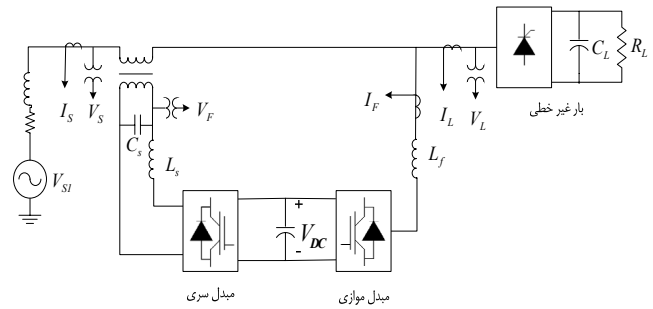 I_S
V_S
V_F
C_s
L_s
V_SI
I_F
I_L
V_L
L_f
C_L
R_L
بار غیر خطی
+
V_DC
-
مبدل سری
مبدل موازی